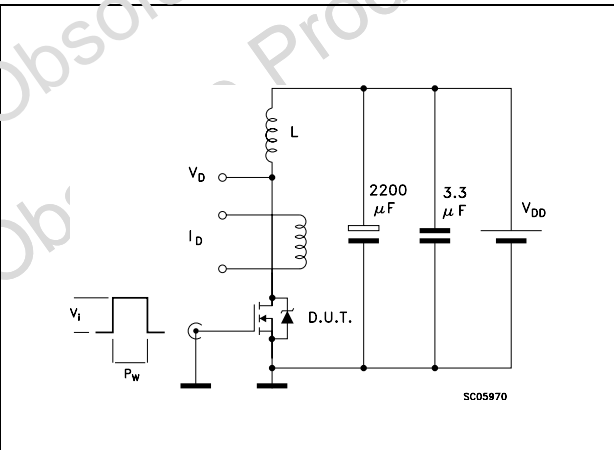 L
V_D
2200
μF
3.3
μF
V_DD
I_D
V_i
D.U.T.
P_W
SC05970